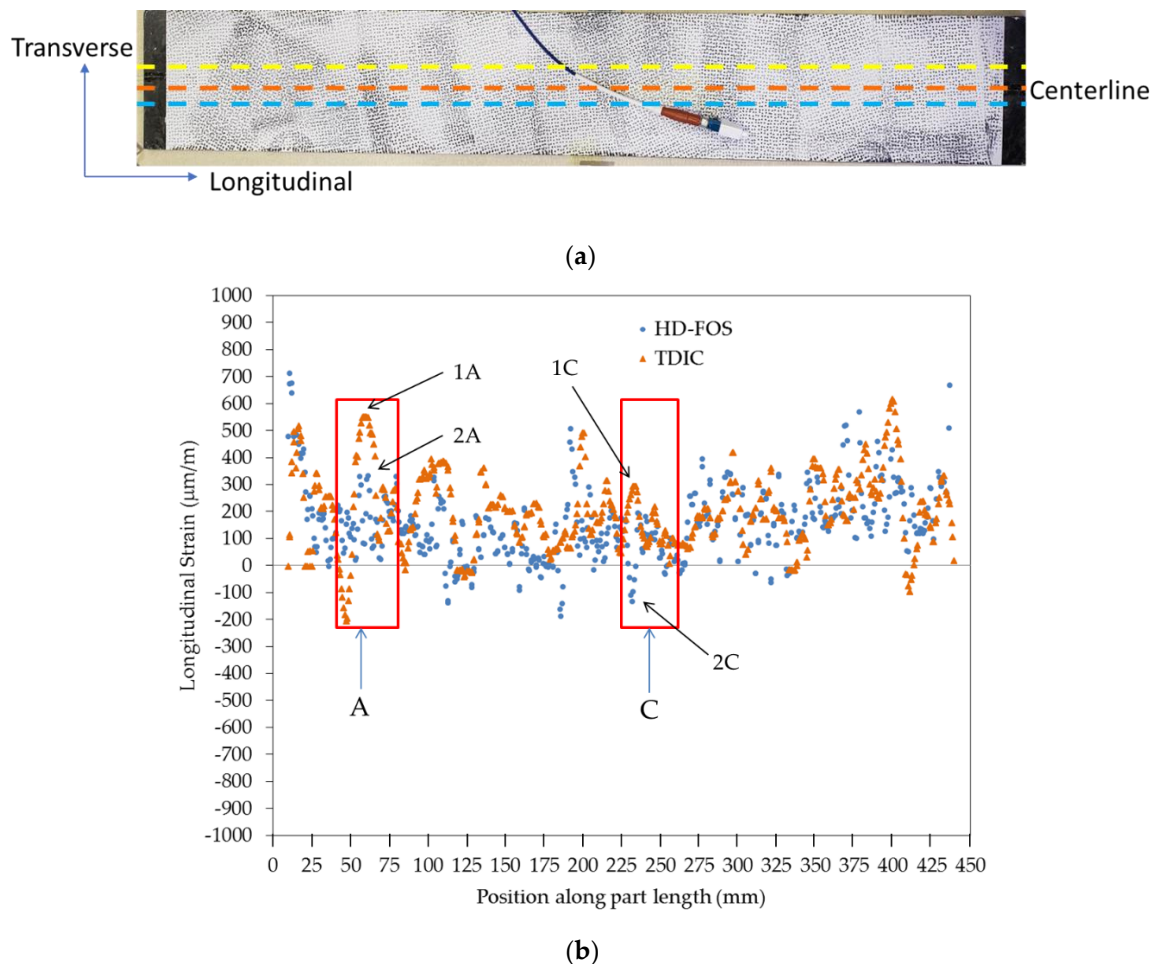 Transverse
Centerline
Longitudinal
(a)
1000
900
800
700
600
500
400
300
200
100
0
-100
-200
-300
-400
-500
-600
-700
-800
-900
-1000
Longitudinal Strain (µm/m)
HD-FOS
TDIC
1A
2A
1C
2C
A
C
0 25 50 75 100 125 150 175 200 225 250 275 300 325 350 375 400 425 450
Position along part length (mm)
(b)